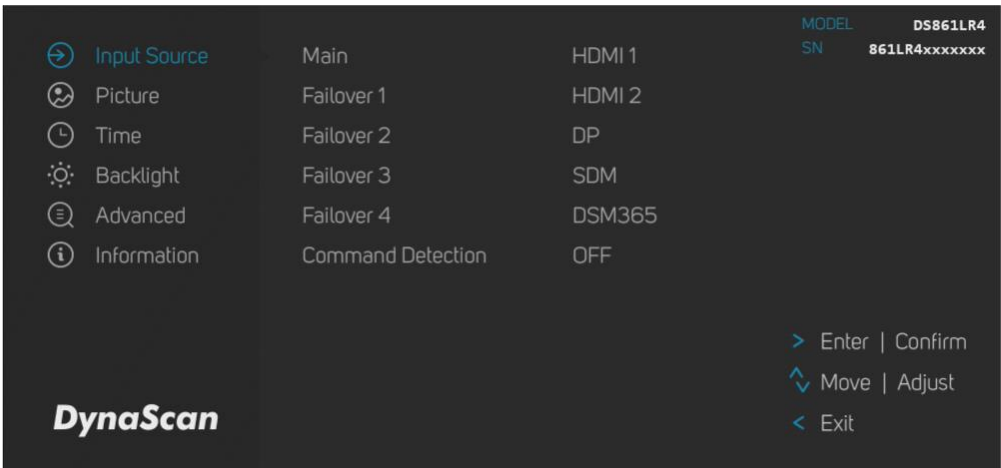 MODEL DS861LR4
SN 861LR4xxxxxxx
Input Source Main HDMI 1
Picture Failover 1 HDMI 2
Time Failover 2 DP
Backlight Failover 3 SDM
Advanced Failover 4 DSM365
Information Command Detection OFF
> Enter | Confirm
Move | Adjust
< Exit
DynaScan